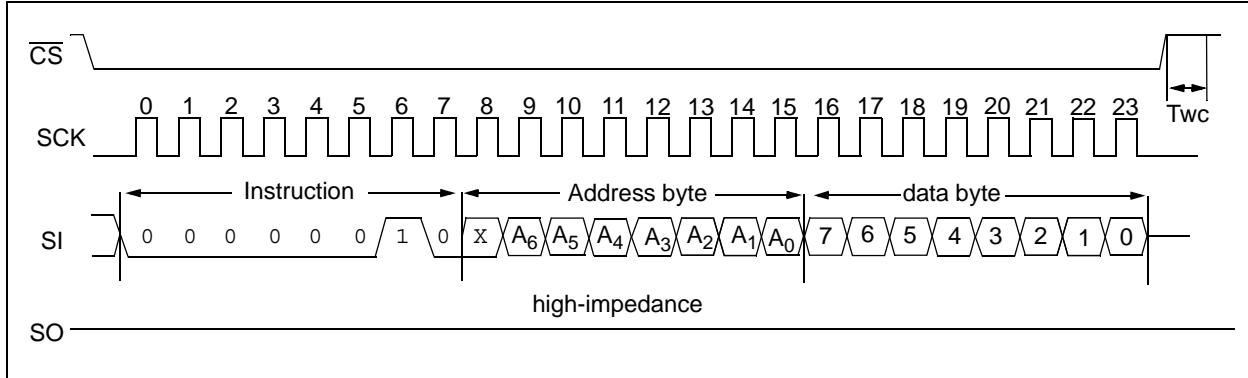 CS
0 1 2 3 4 5 6 7 8 9 10 11 12 13 14 15 16 17 18 19 20 21 22 23
Twc
SCK
Instruction Address byte data byte
SI 0 0 0 0 0 0 1 0 X A6 A5 A4 A3 A2 A1 A0 7 6 5 4 3 2 1 0
high-impedance
SO